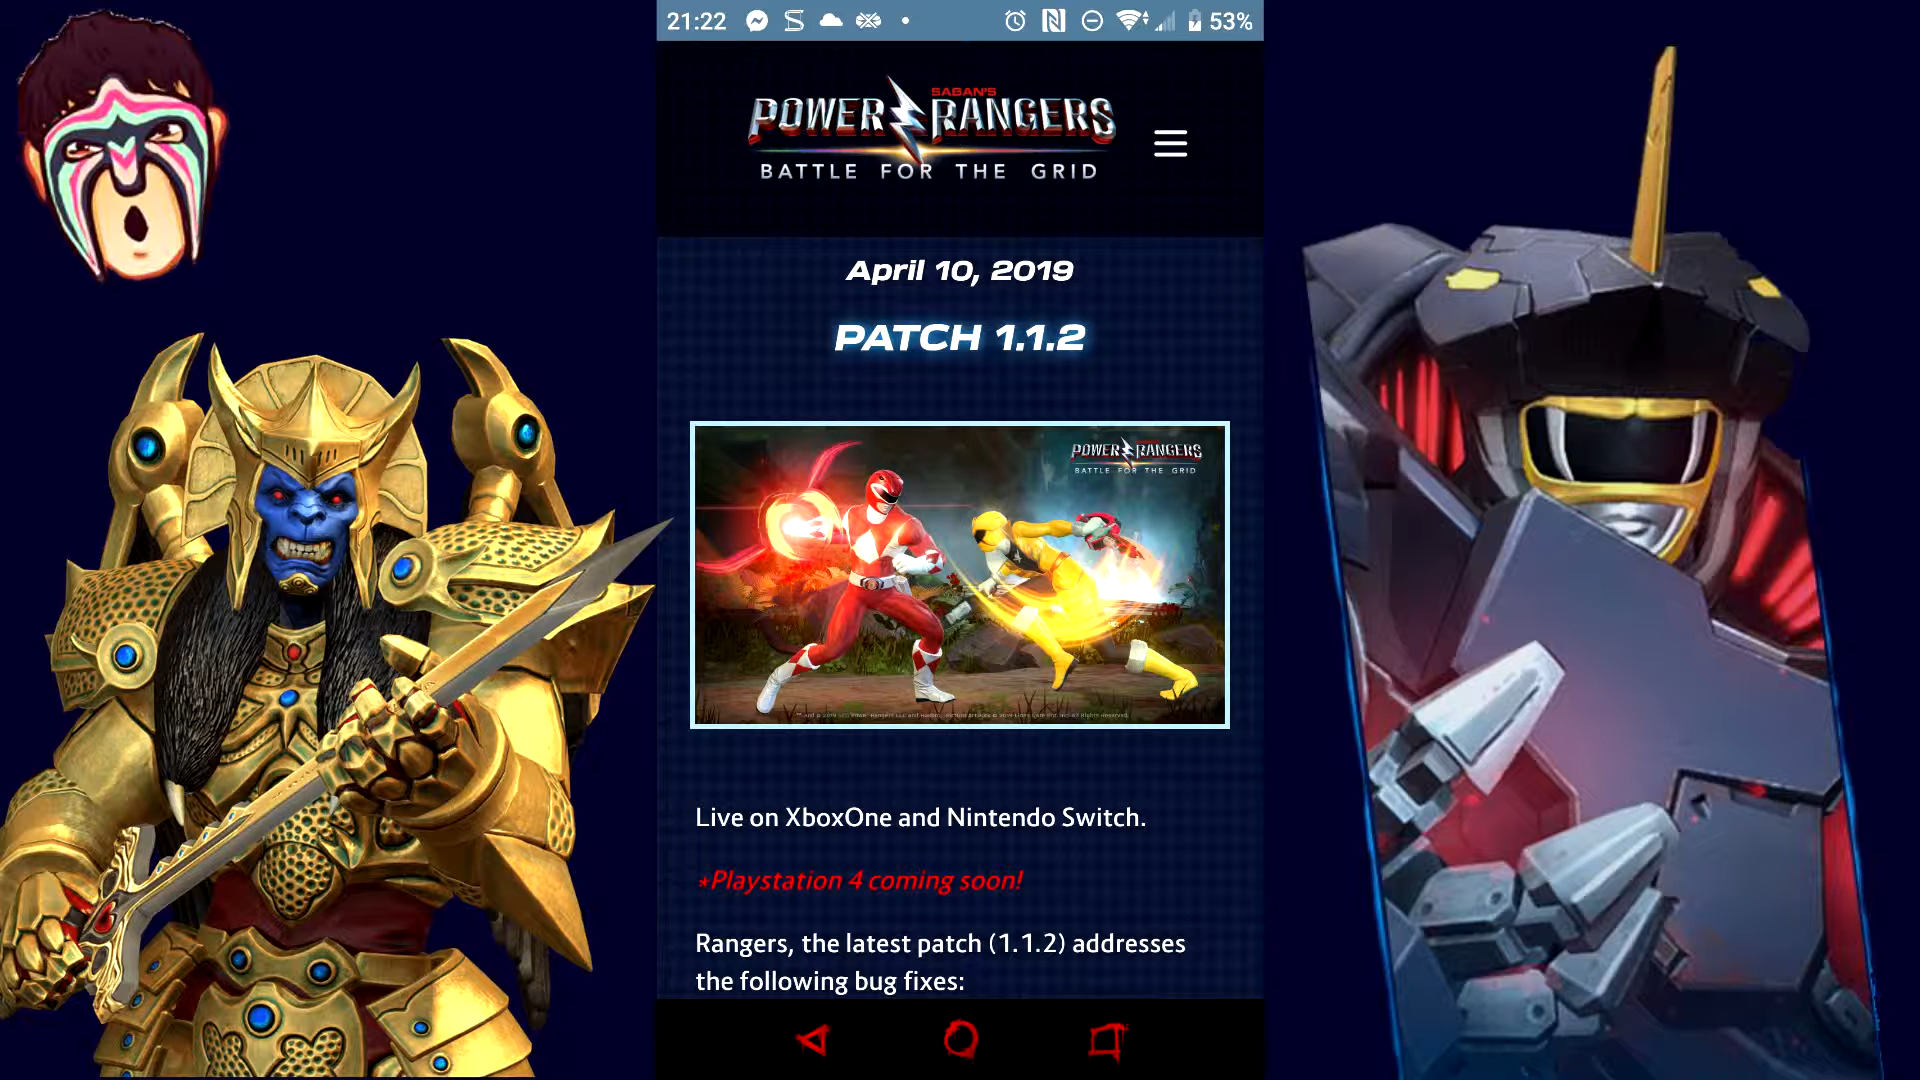 21:22
53%
SABAN'S
POWER RANGERS
BATTLE FOR THE GRID
April 10, 2019
PATCH 1.1.2
POWER RANGERS
BATTLE FOR THE GRID
Live on XboxOne and Nintendo Switch.
*Playstation 4 coming soon!
Rangers, the latest patch (1.1.2) addresses
the following bug fixes: